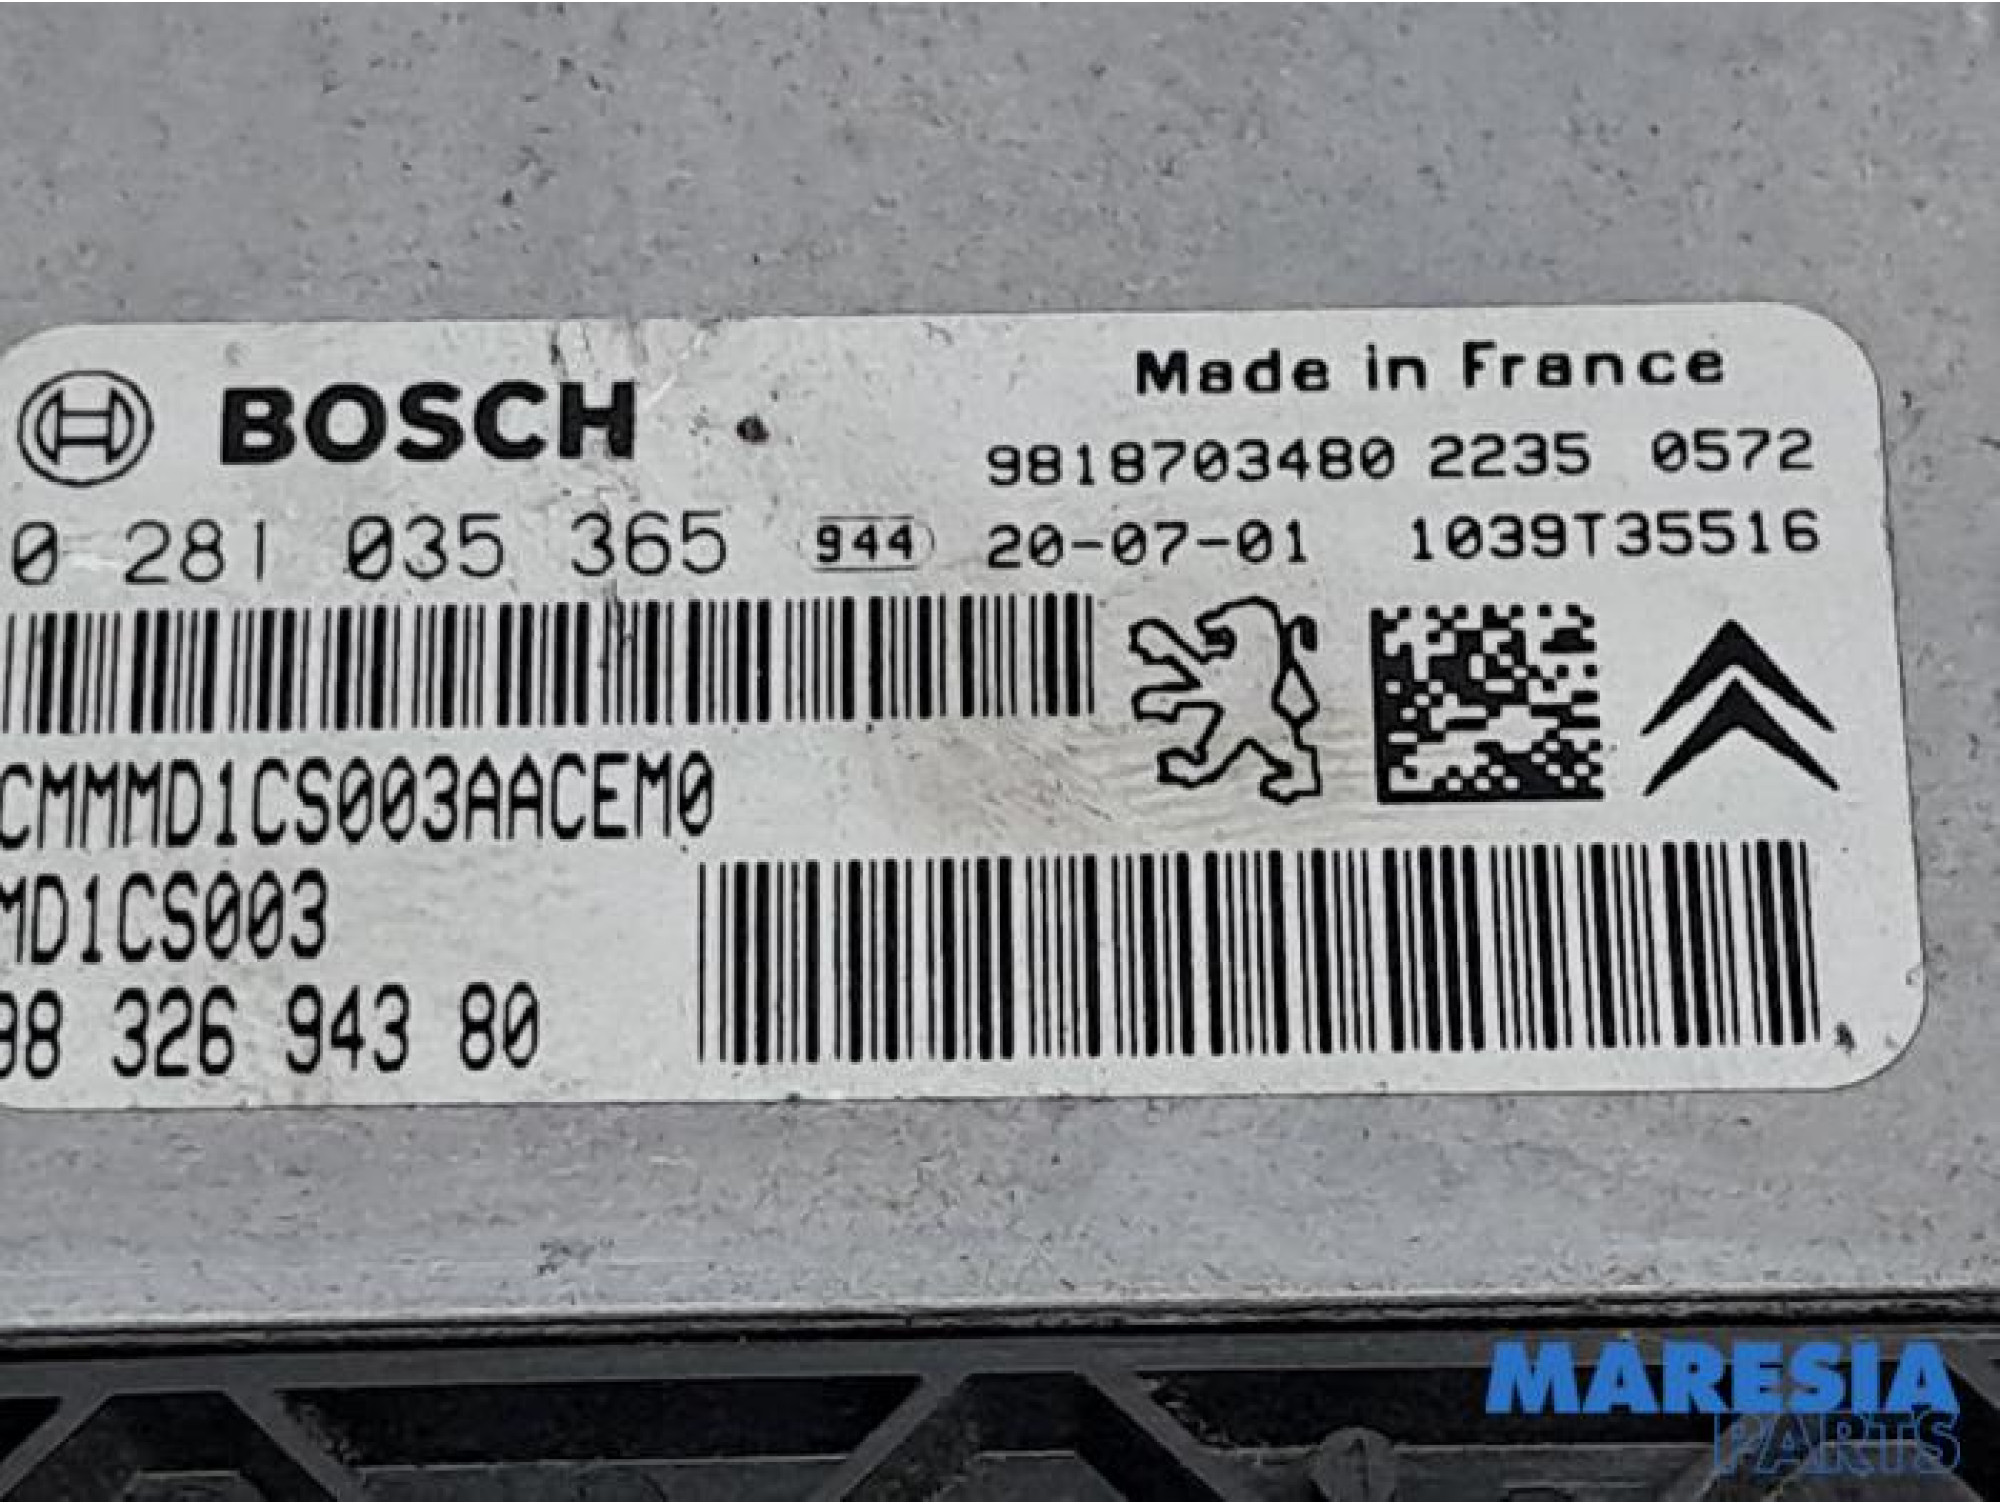 BOSCH
Made in France
9818703480 2235 0572
0 281 035 365 944 20-07-01 1039T35516
CMMMD1CS003AACEM0
MD1CS003
98 326 943 80
MARESIA
PARTS